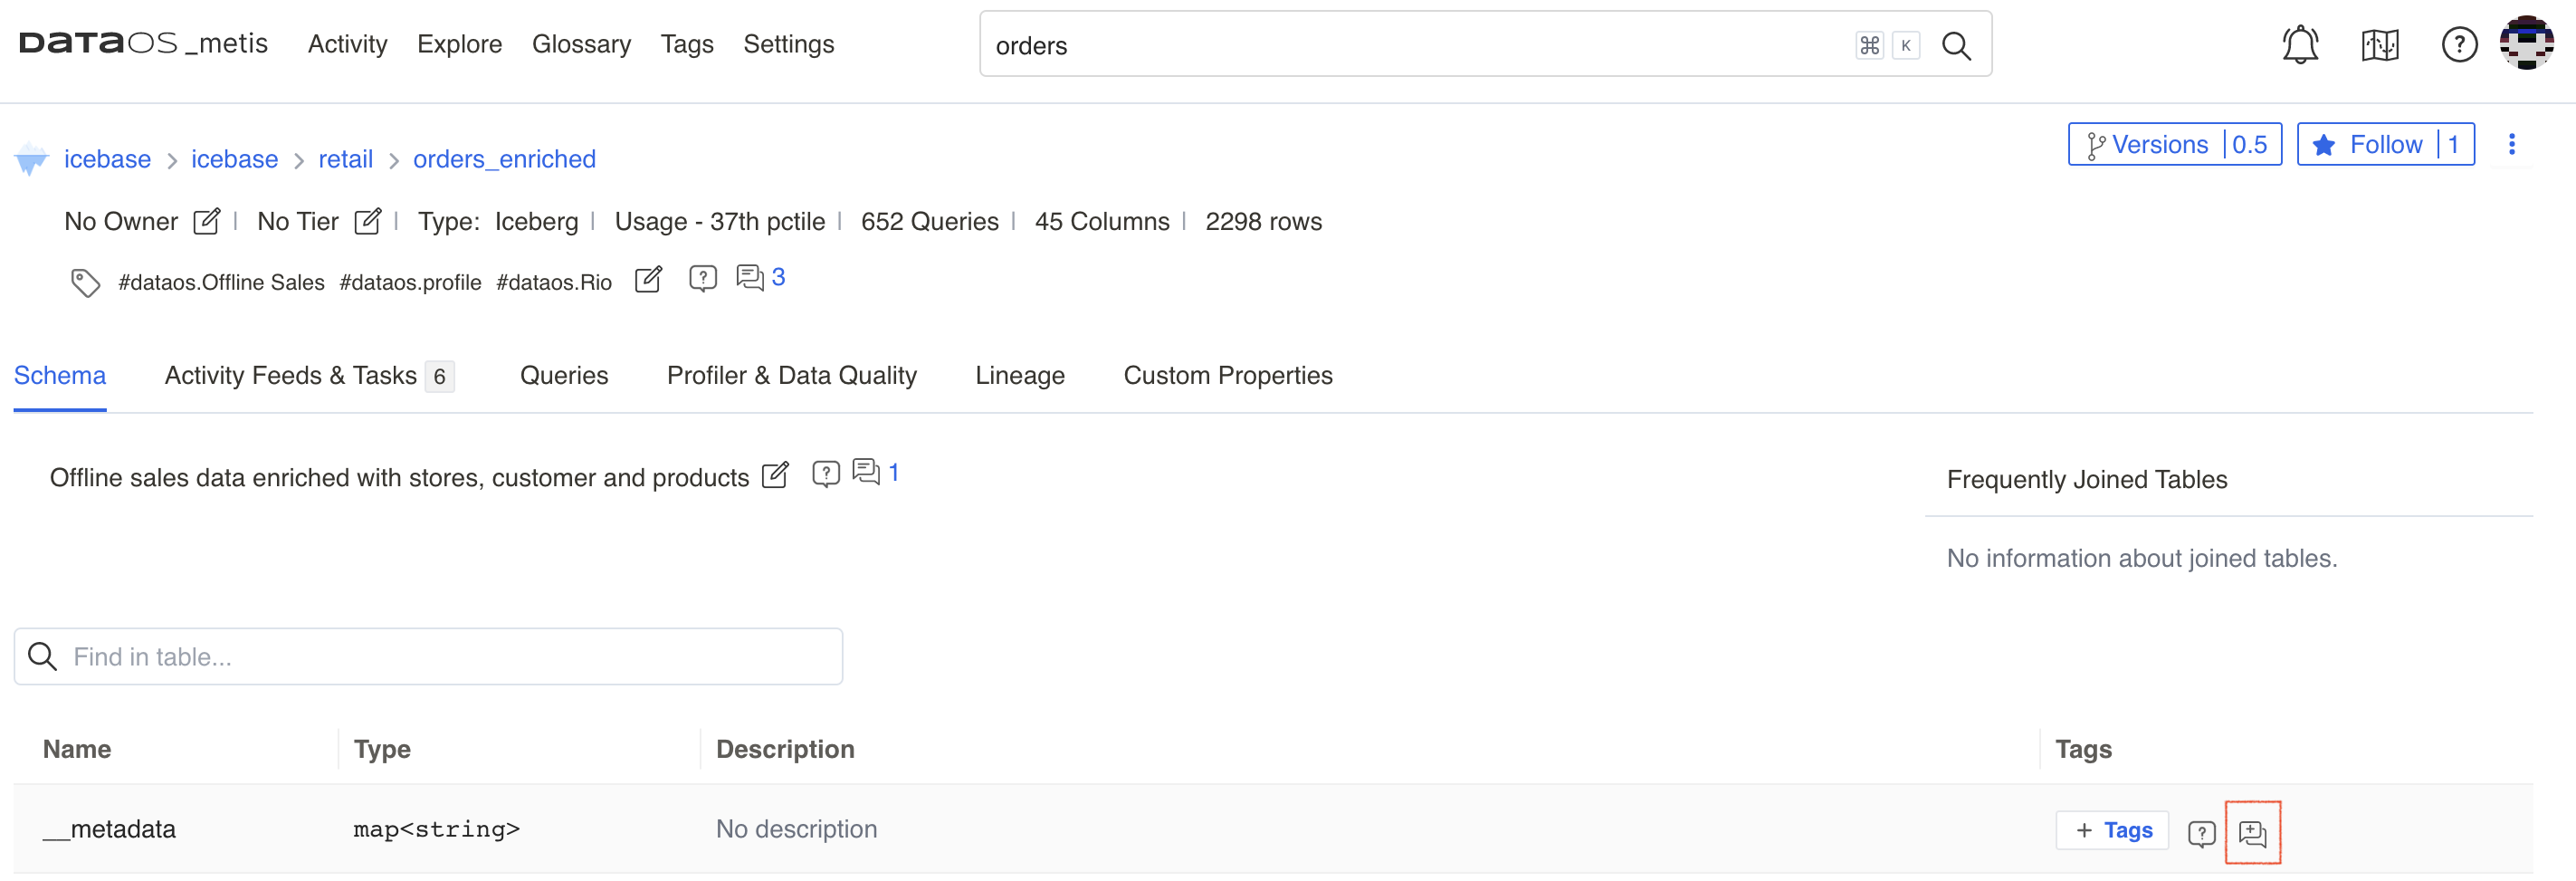 DATAOS _metis Activity Explore Glossary Tags Settings orders ⌘ K
icebase > icebase > retail > orders_enriched Versions | 0.5 Follow | 1
No Owner | No Tier | Type: Iceberg | Usage - 37th pctile | 652 Queries | 45 Columns | 2298 rows
#dataos.Offline Sales #dataos.profile #dataos.Rio 3
Schema Activity Feeds & Tasks 6 Queries Profiler & Data Quality Lineage Custom Properties
Offline sales data enriched with stores, customer and products 1
Frequently Joined Tables
No information about joined tables.
Find in table...
Name Type Description Tags
__metadata map<string> No description + Tags